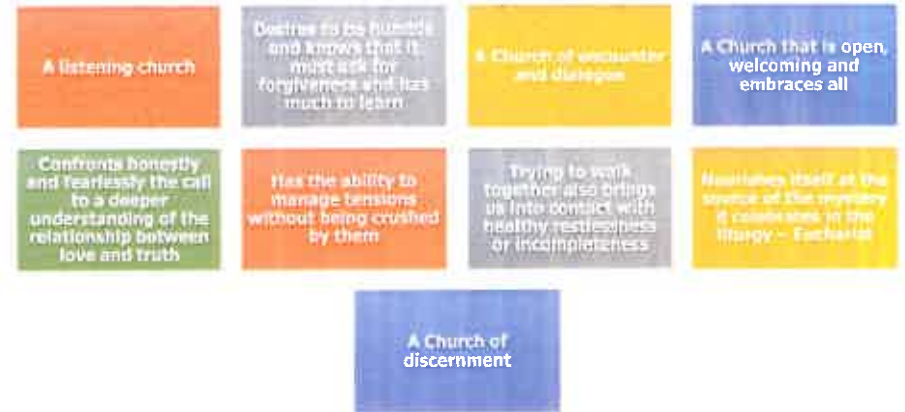 A listening church
Desires to be humble
and knows that it
must ask for
forgiveness and has
much to learn
A Church of encounter
and dialogue
A Church that is open,
welcoming and
embraces all
Confronts honestly
and fearlessly the call
to a deeper
understanding of the
relationship between
love and truth
Has the ability to
manage tensions
without being crushed
by them
Trying to walk
together also brings
us into contact with
healthy restlessness
or incompleteness
Nourishes itself at the
source of the mystery
it celebrates in the
liturgy – Eucharist
A Church of
discernment